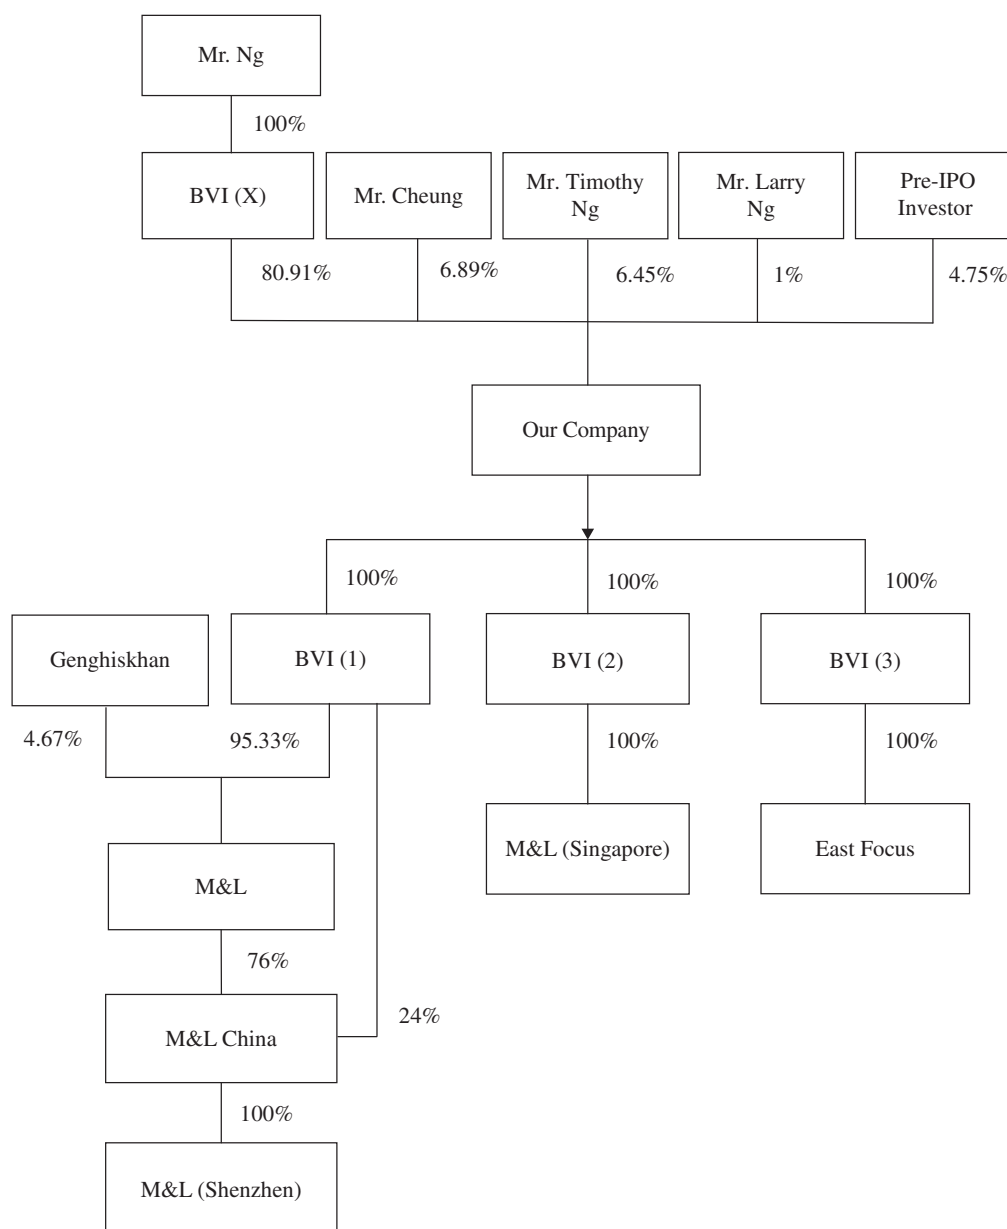 Mr. Ng
100%
BVI (X)
Mr. Cheung
Mr. Timothy
Ng
Mr. Larry
Ng
Pre-IPO
Investor
80.91%
6.89%
6.45%
1%
4.75%
Our Company
100%
100%
100%
Genghiskhan
BVI (1)
BVI (2)
BVI (3)
4.67%
95.33%
100%
100%
M&L (Singapore)
East Focus
M&L
76%
24%
M&L China
100%
M&L (Shenzhen)